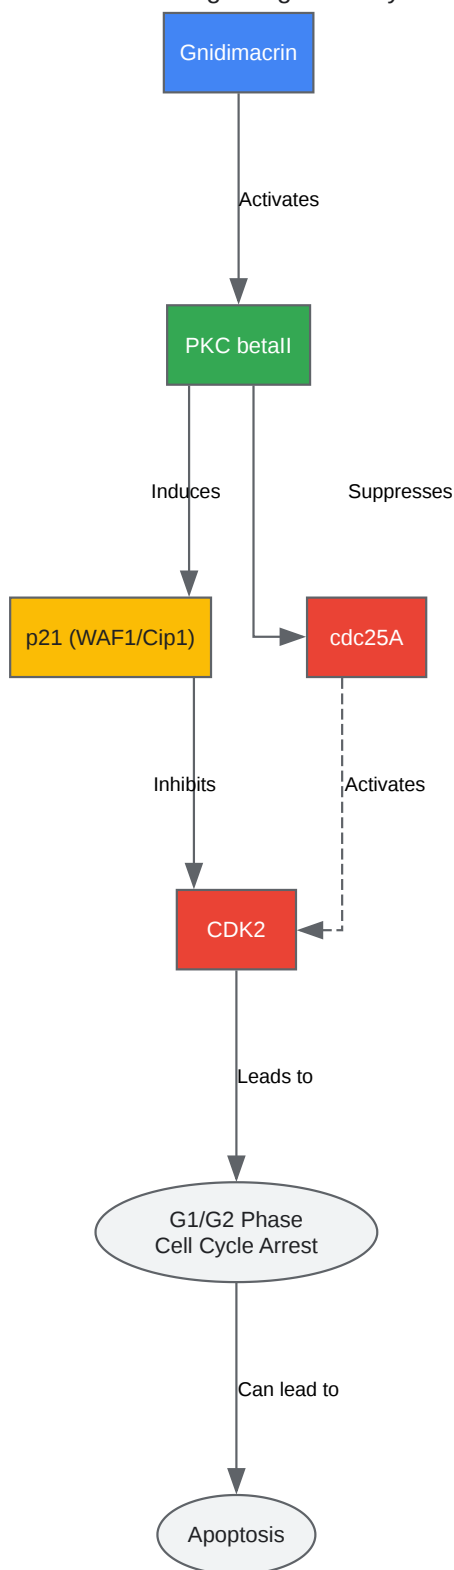 Gnidimacrin
Activates
PKC betaII
Induces
Suppresses
p21 (WAF1/Cip1)
cdc25A
Inhibits
Activates
CDK2
Leads to
G1/G2 Phase
Cell Cycle Arrest
Can lead to
Apoptosis